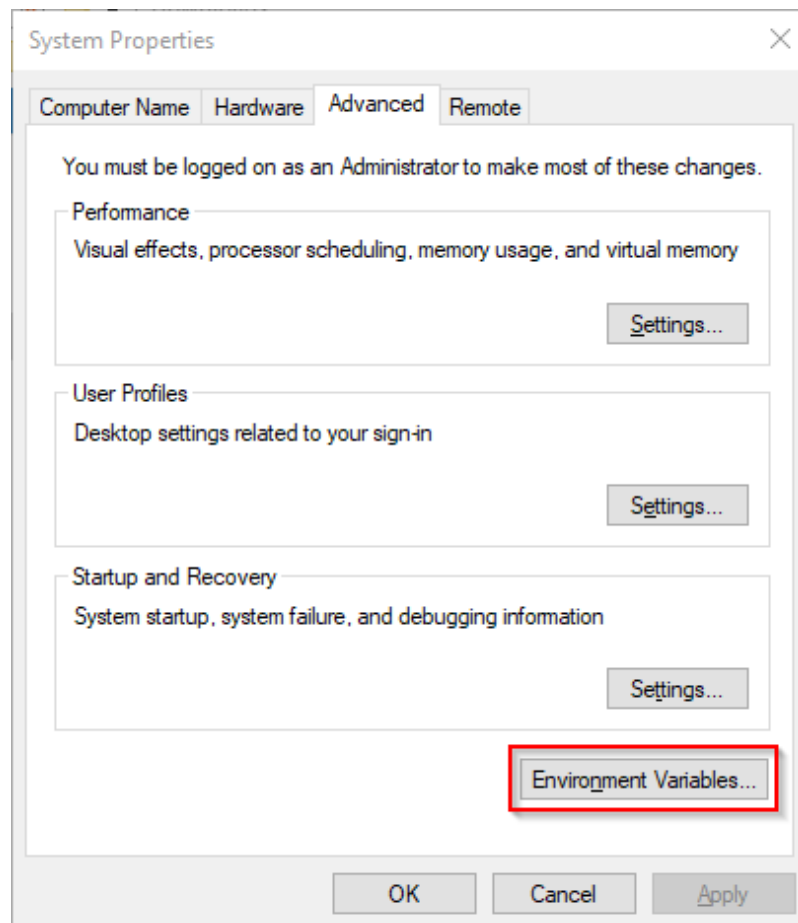 System Properties
Computer Name Hardware Advanced Remote
You must be logged on as an Administrator to make most of these changes.
Performance
Visual effects, processor scheduling, memory usage, and virtual memory
Settings...
User Profiles
Desktop settings related to your sign-in
Settings...
Startup and Recovery
System startup, system failure, and debugging information
Settings...
Environment Variables...
OK Cancel Apply